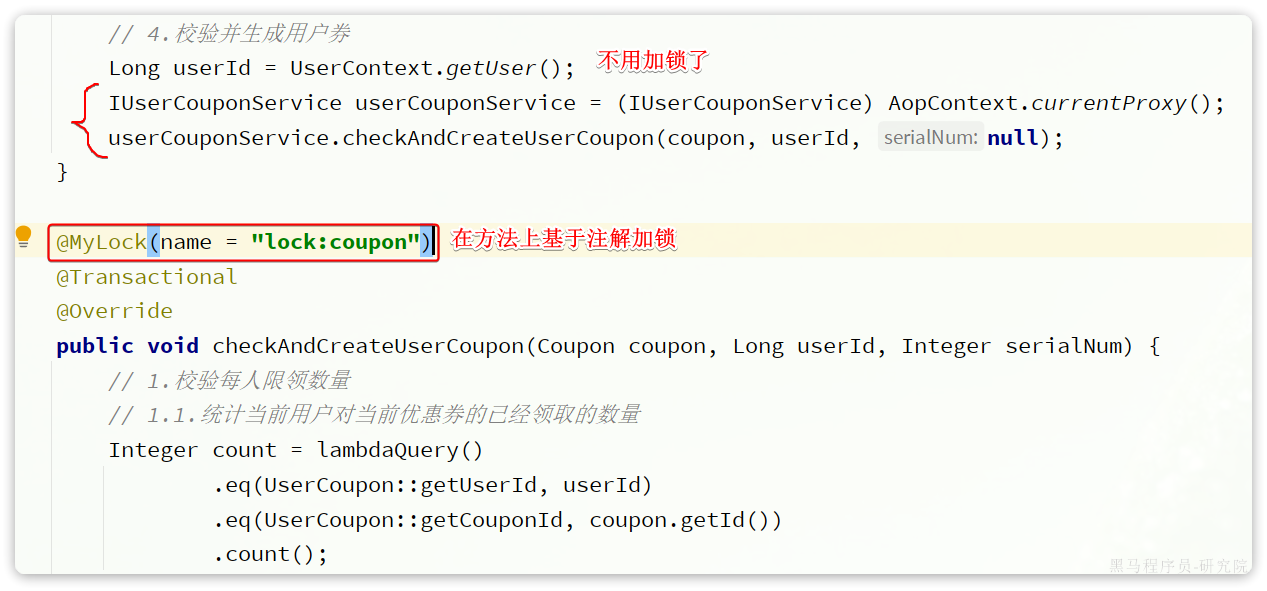 // 4.校验并生成用户券
Long userId = UserContext.getUser(); 不用加锁了
IUserCouponService userCouponService = (IUserCouponService) AopContext.currentProxy();
userCouponService.checkAndCreateUserCoupon(coupon, userId, serialNum: null);
}
@MyLock(name = "lock:coupon") 在方法上基于注解加锁
@Transactional
@Override
public void checkAndCreateUserCoupon(Coupon coupon, Long userId, Integer serialNum) {
// 1.校验每人限领数量
// 1.1.统计当前用户对当前优惠券的已经领取的数量
Integer count = lambdaQuery()
.eq(UserCoupon::getUserId, userId)
.eq(UserCoupon::getCouponId, coupon.getId())
.count();
黑马程序员-研究院